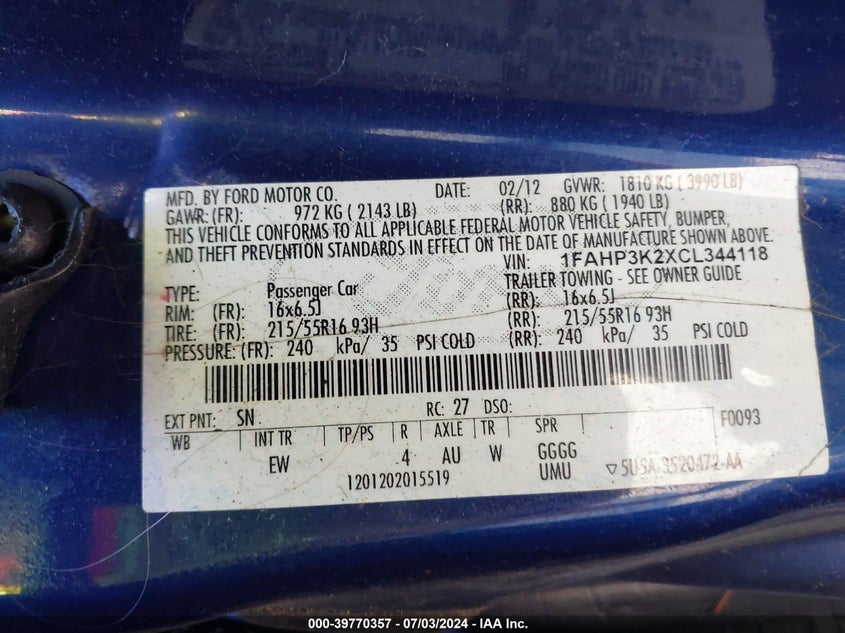 MFD. BY FORD MOTOR CO. DATE: 02/12 GVWR: 1810 KG ( 3990 LB)
GAWR: (FR): 972 KG ( 2143 LB) (RR): 880 KG ( 1940 LB)
THIS VEHICLE CONFORMS TO ALL APPLICABLE FEDERAL MOTOR VEHICLE SAFETY, BUMPER,
AND THEFT PREVENTION STANDARDS IN EFFECT ON THE DATE OF MANUFACTURE SHOWN ABOVE.
VIN: 1FAHP3K2XCL344118
TRAILER TOWING - SEE OWNER GUIDE
TYPE: Passenger Car
RIM: (FR): 16x6.5J (RR): 16x6.5J
TIRE: (FR): 215/55R16 93H (RR): 215/55R16 93H
PRESSURE: (FR): 240 kPa/ 35 PSI COLD (RR): 240 kPa/ 35 PSI COLD
EXT PNT: SN RC: 27 DSO: F0093
WB INT TR TP/PS R AXLE TR SPR
EW 4 AU W GGGG
UMU
1201202015519
▽5U5A-3520472-AA
000-39770357 - 07/03/2024 - Copyright © IAA, LLC.